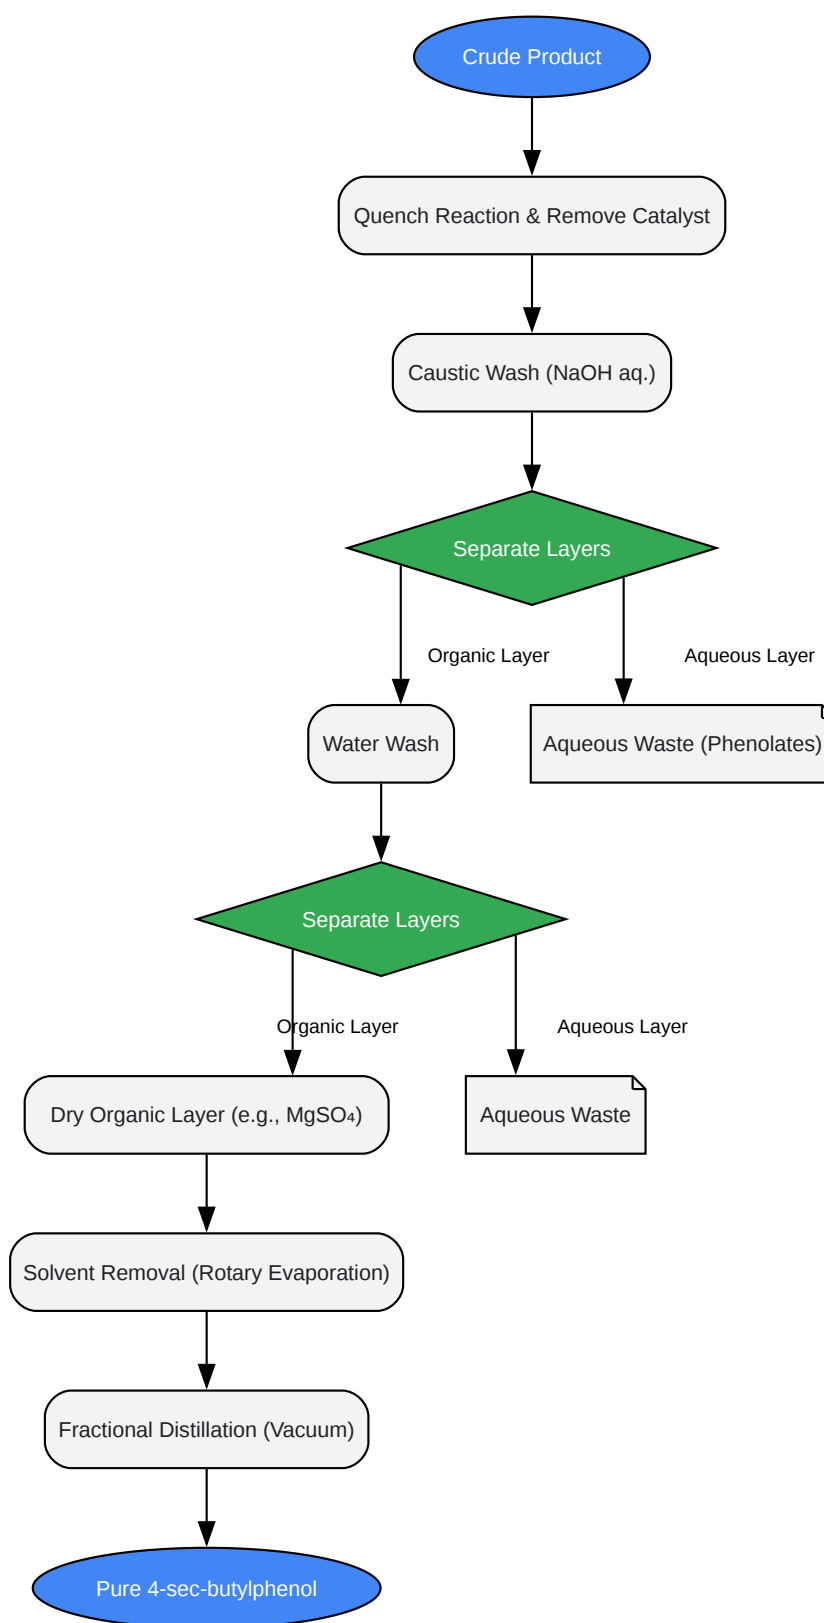 Crude Product
Quench Reaction & Remove Catalyst
Caustic Wash (NaOH aq.)
Separate Layers
Organic Layer
Aqueous Layer
Water Wash
Aqueous Waste (Phenolates)
Separate Layers
Organic Layer
Aqueous Layer
Dry Organic Layer (e.g., MgSO₄)
Aqueous Waste
Solvent Removal (Rotary Evaporation)
Fractional Distillation (Vacuum)
Pure 4-sec-butylphenol